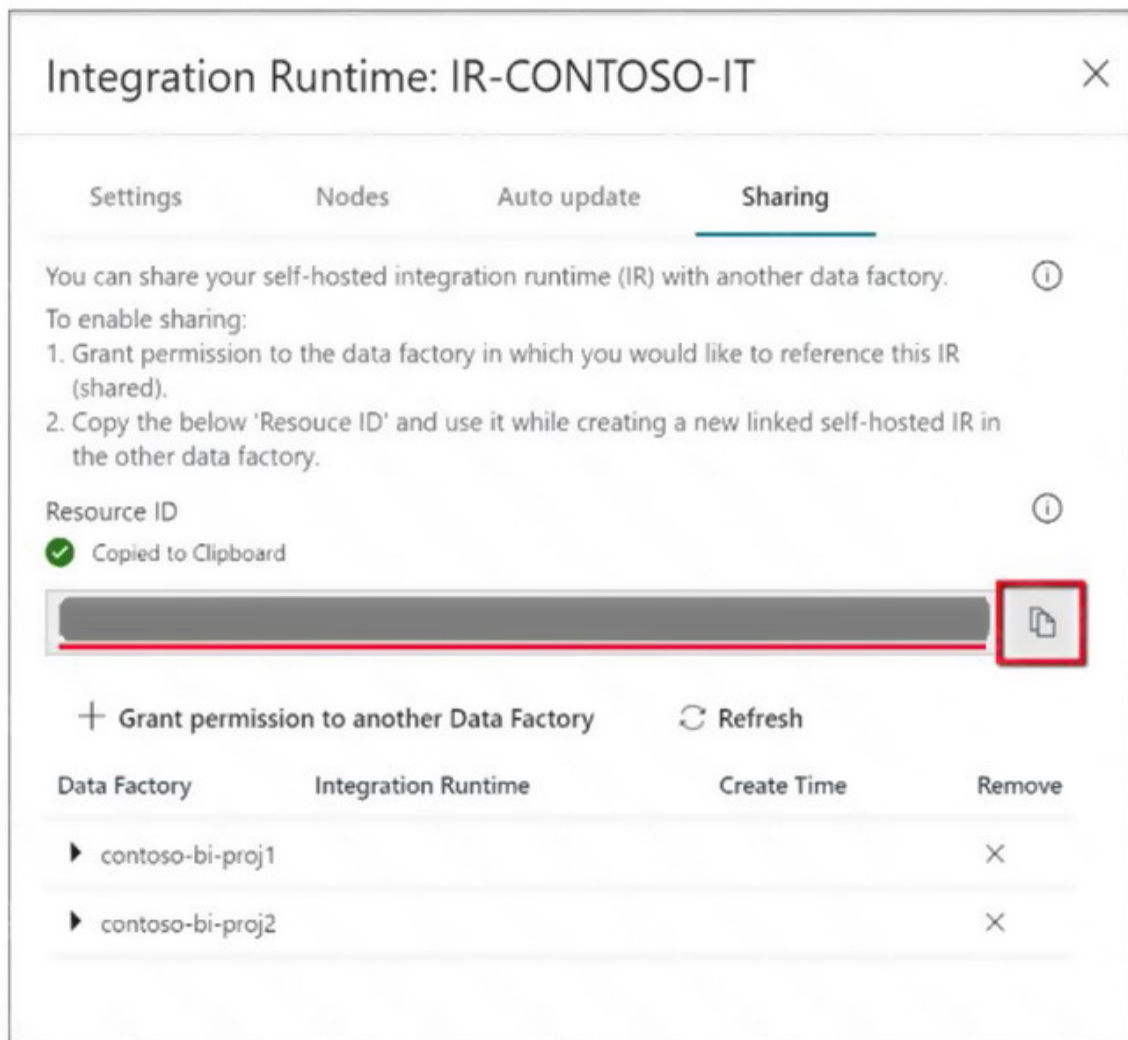 Integration Runtime: IR-CONTOSO-IT
Settings Nodes Auto update Sharing
You can share your self-hosted integration runtime (IR) with another data factory.
To enable sharing:
1. Grant permission to the data factory in which you would like to reference this IR
(shared).
2. Copy the below 'Resouce ID' and use it while creating a new linked self-hosted IR in
the other data factory.
Resource ID
Copied to Clipboard
Grant permission to another Data Factory Refresh
Data Factory Integration Runtime Create Time Remove
contoso-bi-proj1
contoso-bi-proj2